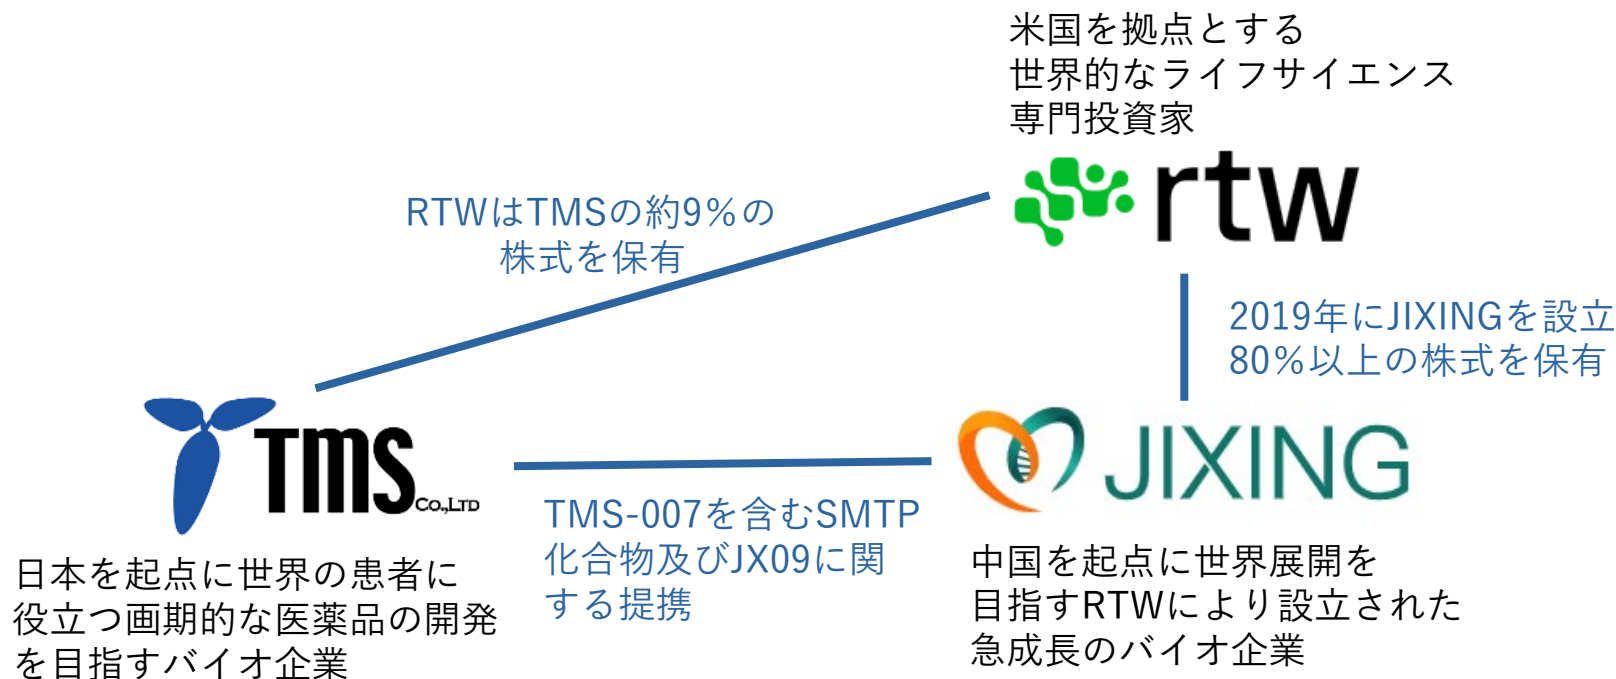 米国を拠点とする
世界的なライフサイエンス
専門投資家
rtw
RTWはTMSの約9%の
株式を保有
2019年にJIXINGを設立
80%以上の株式を保有
TMS Co.,LTD
JIXING
TMS-007を含むSMTP
化合物及びJX09に関
する提携
日本を起点に世界の患者に
役立つ画期的な医薬品の開発
を目指すバイオ企業
中国を起点に世界展開を
目指すRTWにより設立された
急成長のバイオ企業